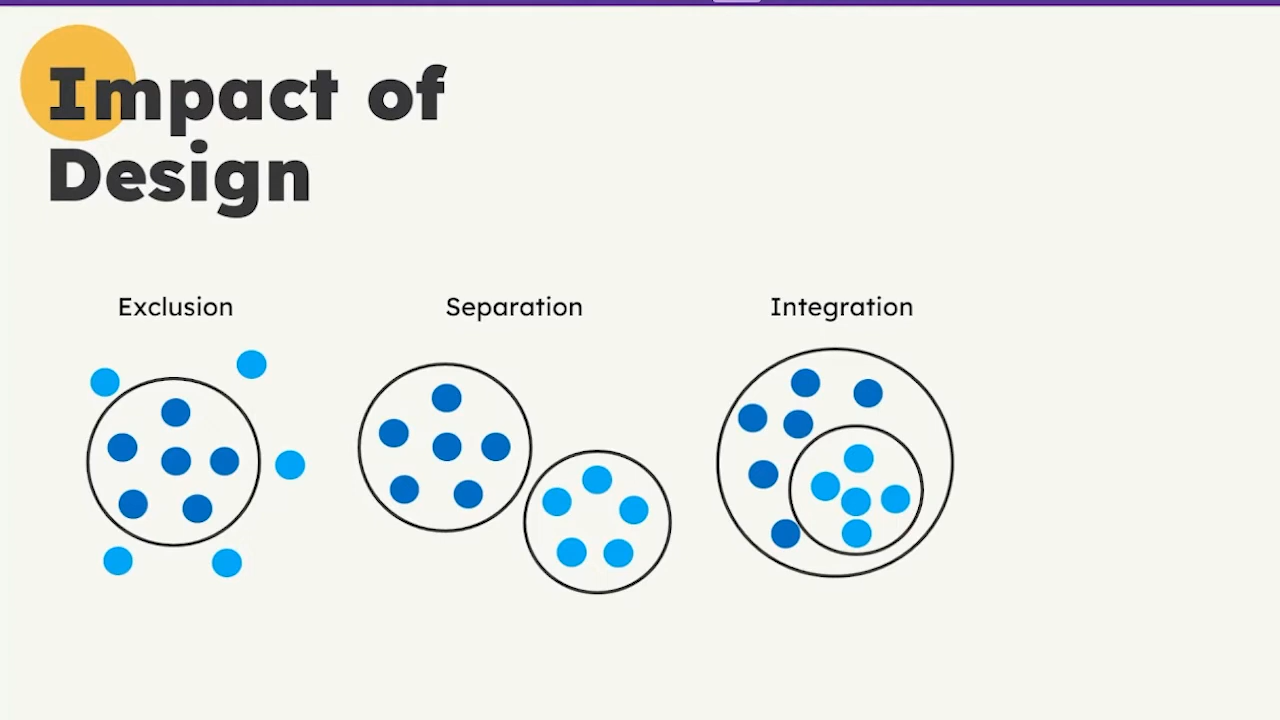 Impact of
Design
Exclusion
Separation
Integration